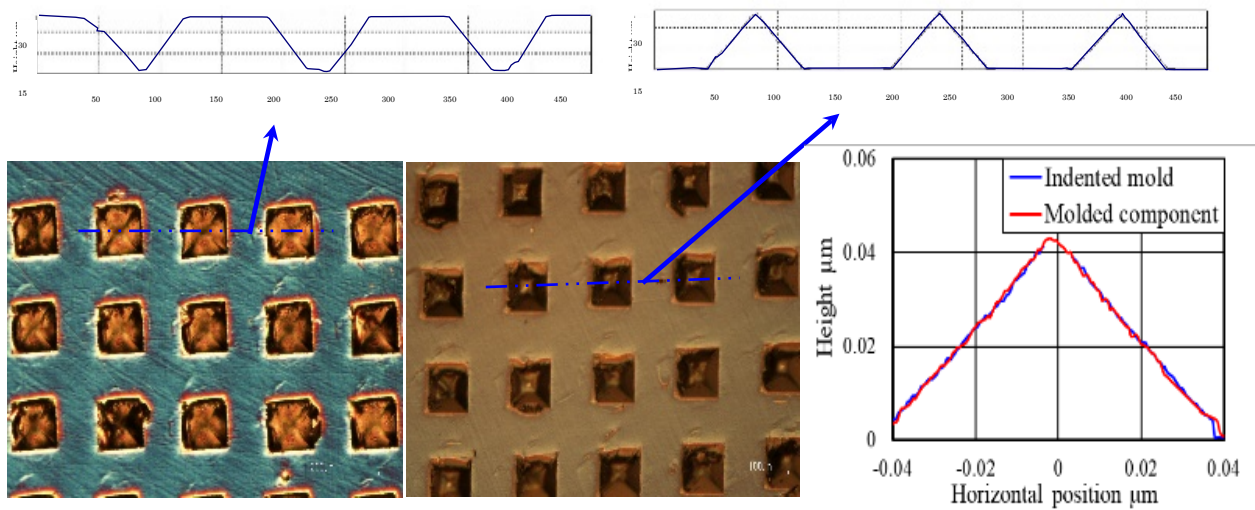 30
15
50 100 150 200 250 300 350 400 450
30
15
50 100 150 200 250 300 350 400 450
0.06
0.04
0.02
0
Height μm
Indented mold
Molded component
-0.04 -0.02 0 0.02 0.04
Horizontal position μm